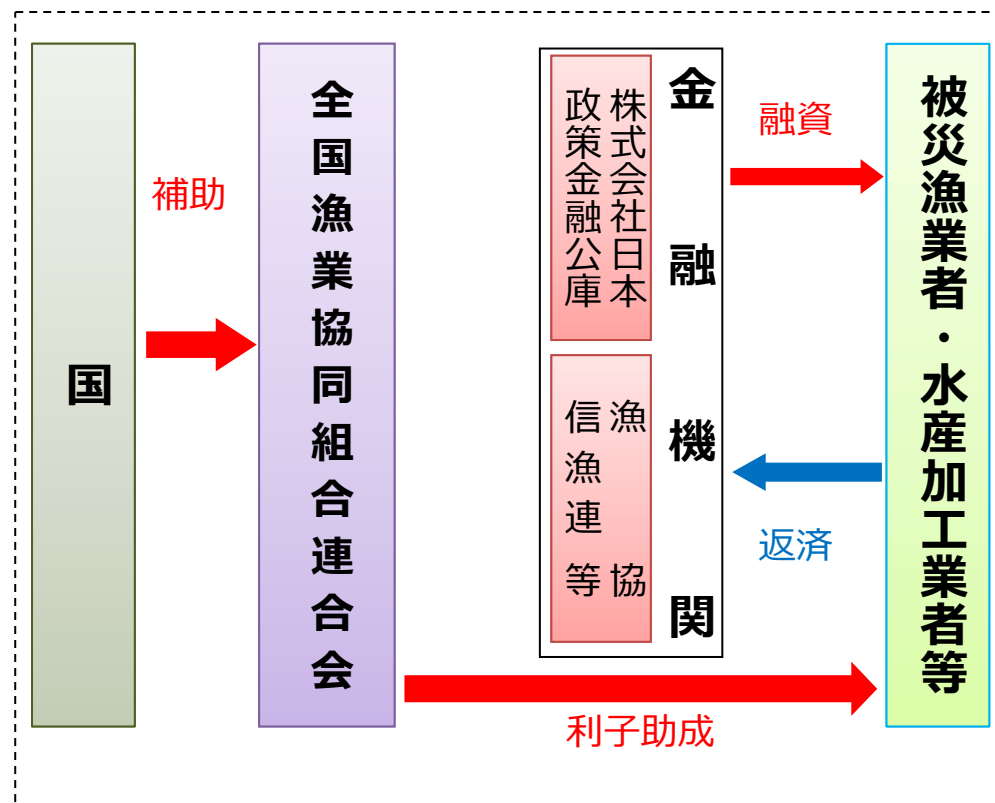 国
補助
全国漁業協同組合連合会
金融機関
株式会社日本
政策金融公庫
漁協
信漁連等
融資
返済
利子助成
被災漁業者・水産加工業者等